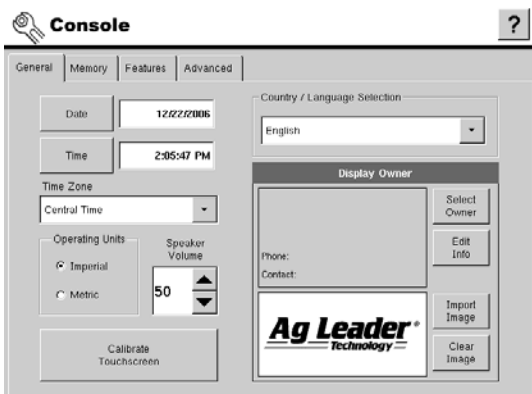 Console
?
General Memory Features Advanced
Date 12/22/2006
Time 2:05:47 PM
Time Zone
Central Time
Operating Units
Imperial
Metric
Speaker
Volume
50
Calibrate
Touchscreen
Country / Language Selection
English
Display Owner
Phone:
Contact:
Select
Owner
Edit
Info
Ag Leader
Technology
Import
Image
Clear
Image